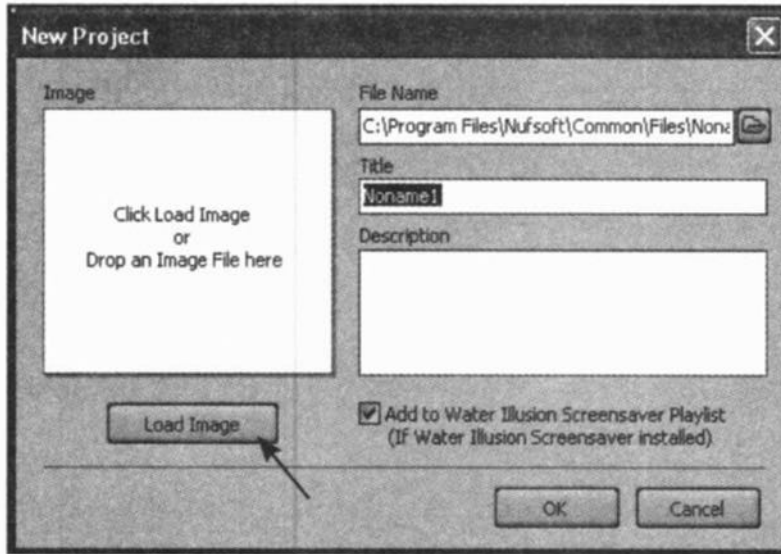 New Project
Image
Click Load Image
or
Drop an Image File here
Load Image
File Name
C:\Program Files\Nufsoft\Common\Files\Nona
Title
Noname1
Description
Add to Water Illusion Screensaver Playlist
(If Water Illusion Screensaver installed)
OK
Cancel